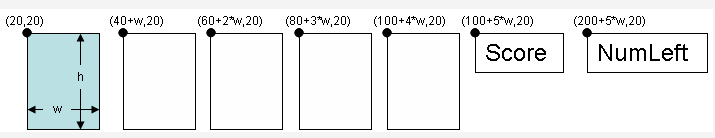 (20,20) (40+w,20) (60+2*w,20) (80+3*w,20) (100+4*w,20) (100+5*w,20) (200+5*w,20)
Score NumLeft
h
w